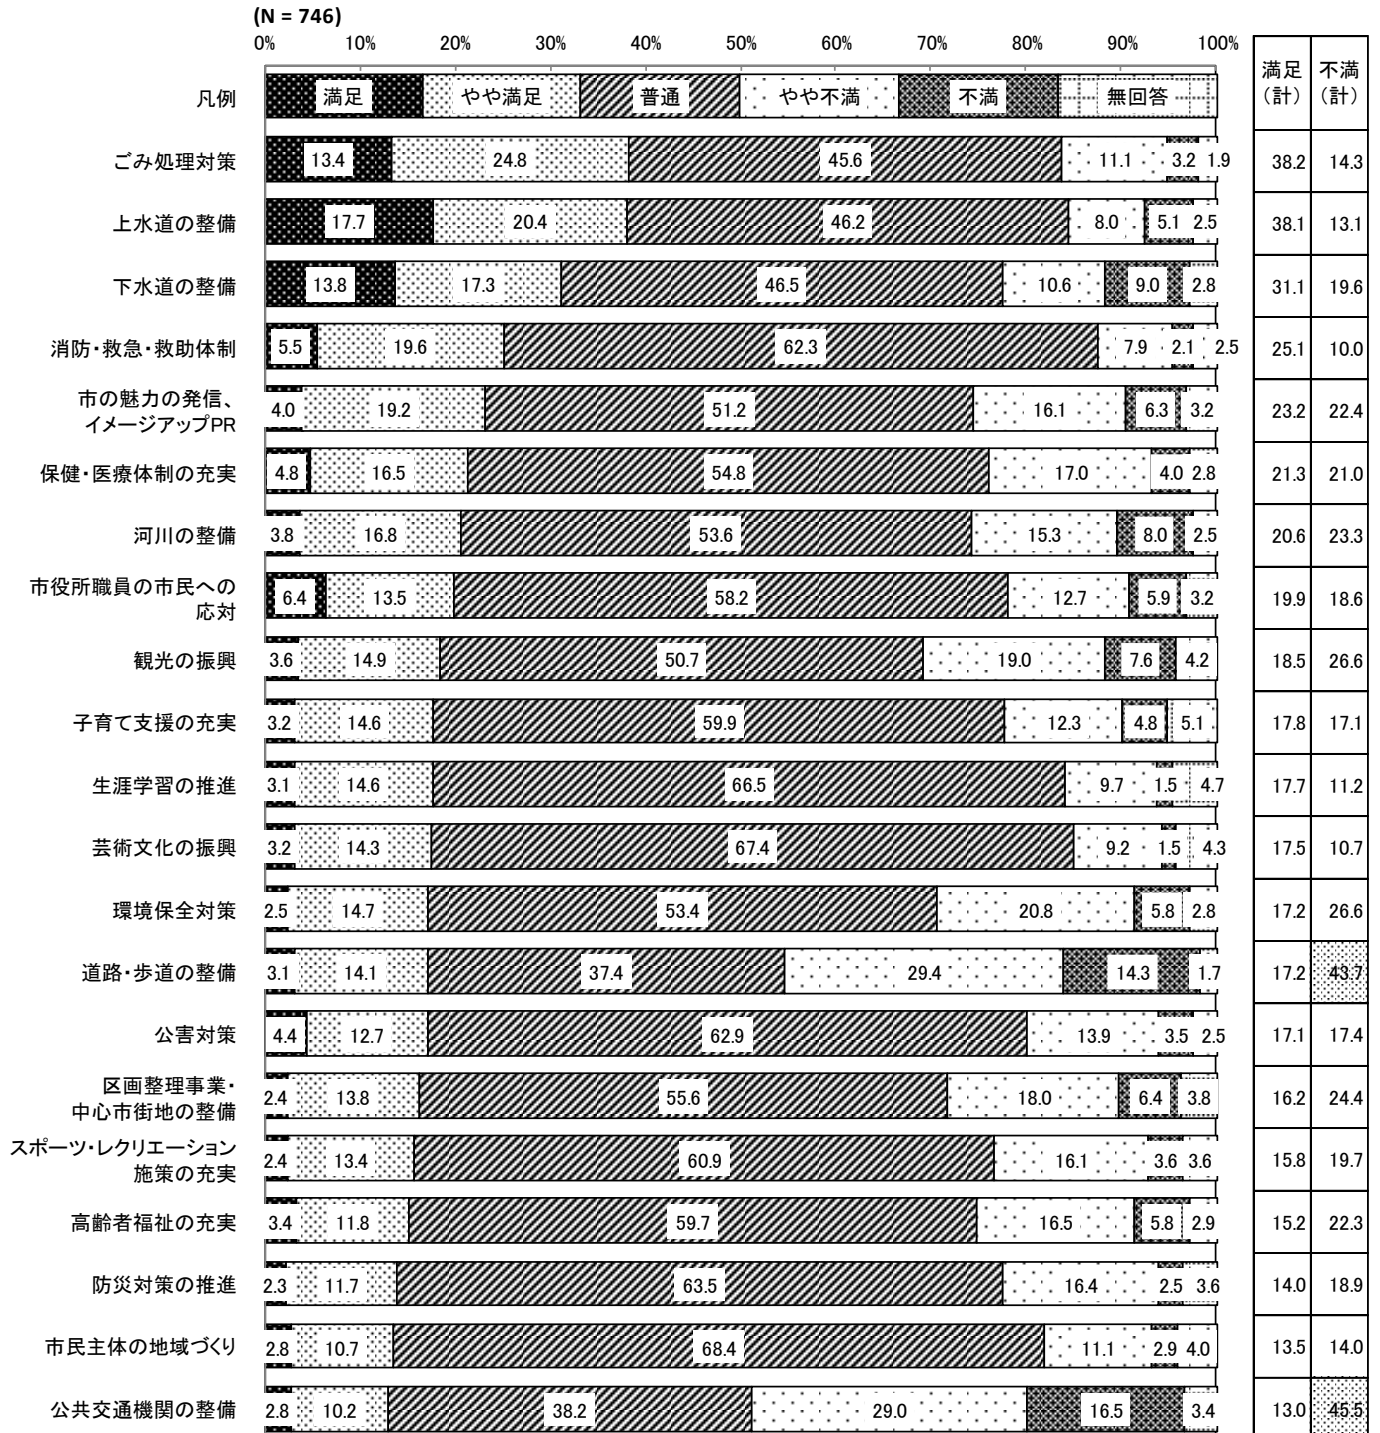 (N = 746)
0% 10% 20% 30% 40% 50% 60% 70% 80% 90% 100%
満足 不満
（計） （計）
凡例 満足 やや満足 普通 やや不満 不満 無回答
ごみ処理対策 13.4 24.8 45.6 11.1 3.2 1.9 38.2 14.3
上水道の整備 17.7 20.4 46.2 8.0 5.1 2.5 38.1 13.1
下水道の整備 13.8 17.3 46.5 10.6 9.0 2.8 31.1 19.6
消防・救急・救助体制 5.5 19.6 62.3 7.9 2.1 2.5 25.1 10.0
市の魅力の発信、
イメージアップPR 4.0 19.2 51.2 16.1 6.3 3.2 23.2 22.4
保健・医療体制の充実 4.8 16.5 54.8 17.0 4.0 2.8 21.3 21.0
河川の整備 3.8 16.8 53.6 15.3 8.0 2.5 20.6 23.3
市役所職員の市民への
応対 6.4 13.5 58.2 12.7 5.9 3.2 19.9 18.6
観光の振興 3.6 14.9 50.7 19.0 7.6 4.2 18.5 26.6
子育て支援の充実 3.2 14.6 59.9 12.3 4.8 5.1 17.8 17.1
生涯学習の推進 3.1 14.6 66.5 9.7 1.5 4.7 17.7 11.2
芸術文化の振興 3.2 14.3 67.4 9.2 1.5 4.3 17.5 10.7
環境保全対策 2.5 14.7 53.4 20.8 5.8 2.8 17.2 26.6
道路・歩道の整備 3.1 14.1 37.4 29.4 14.3 1.7 17.2 43.7
公害対策 4.4 12.7 62.9 13.9 3.5 2.5 17.1 17.4
区画整理事業・
中心市街地の整備 2.4 13.8 55.6 18.0 6.4 3.8 16.2 24.4
スポーツ・レクリエーション
施策の充実 2.4 13.4 60.9 16.1 3.6 3.6 15.8 19.7
高齢者福祉の充実 3.4 11.8 59.7 16.5 5.8 2.9 15.2 22.3
防災対策の推進 2.3 11.7 63.5 16.4 2.5 3.6 14.0 18.9
市民主体の地域づくり 2.8 10.7 68.4 11.1 2.9 4.0 13.5 14.0
公共交通機関の整備 2.8 10.2 38.2 29.0 16.5 3.4 13.0 45.5